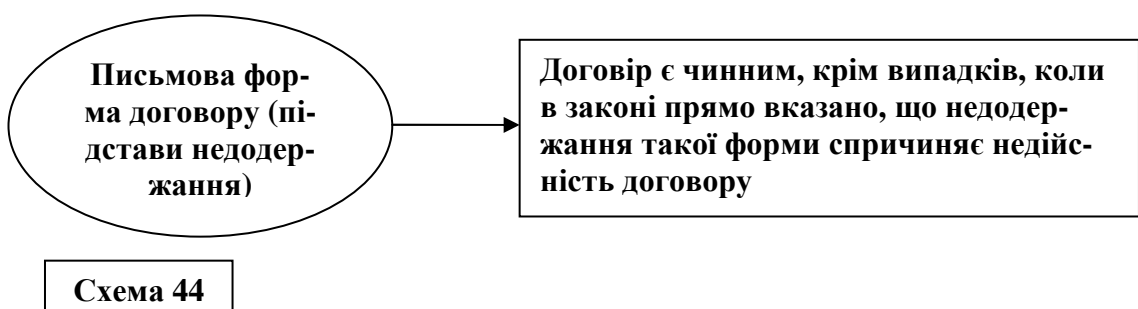 Письмова фор-
ма договору (пі-
дстави недодер-
жання)
Договір є чинним, крім випадків, коли
в законі прямо вказано, що недодер-
жання такої форми спричиняє недійс-
ність договору
Схема 44